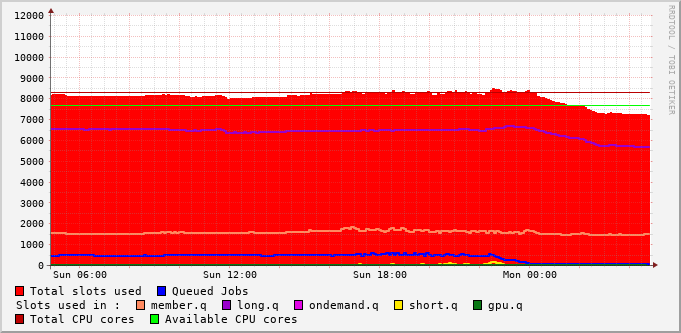 12000
11000
10000
9000
8000
7000
6000
5000
4000
3000
2000
1000
0
Sun 06:00 Sun 12:00 Sun 18:00 Mon 00:00
Total slots used Queued Jobs
Slots used in : member.q long.q ondemand.q short.q gpu.q
Total CPU cores Available CPU cores
RRDTOOL / TOBI OETIKER